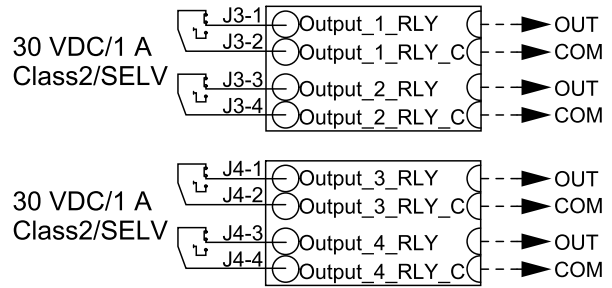 J3-1 Output_1_RLY OUT
J3-2 Output_1_RLY_C COM
30 VDC/1 A
Class2/SELV
J3-3 Output_2_RLY OUT
J3-4 Output_2_RLY_C COM
J4-1 Output_3_RLY OUT
J4-2 Output_3_RLY_C COM
30 VDC/1 A
Class2/SELV
J4-3 Output_4_RLY OUT
J4-4 Output_4_RLY_C COM